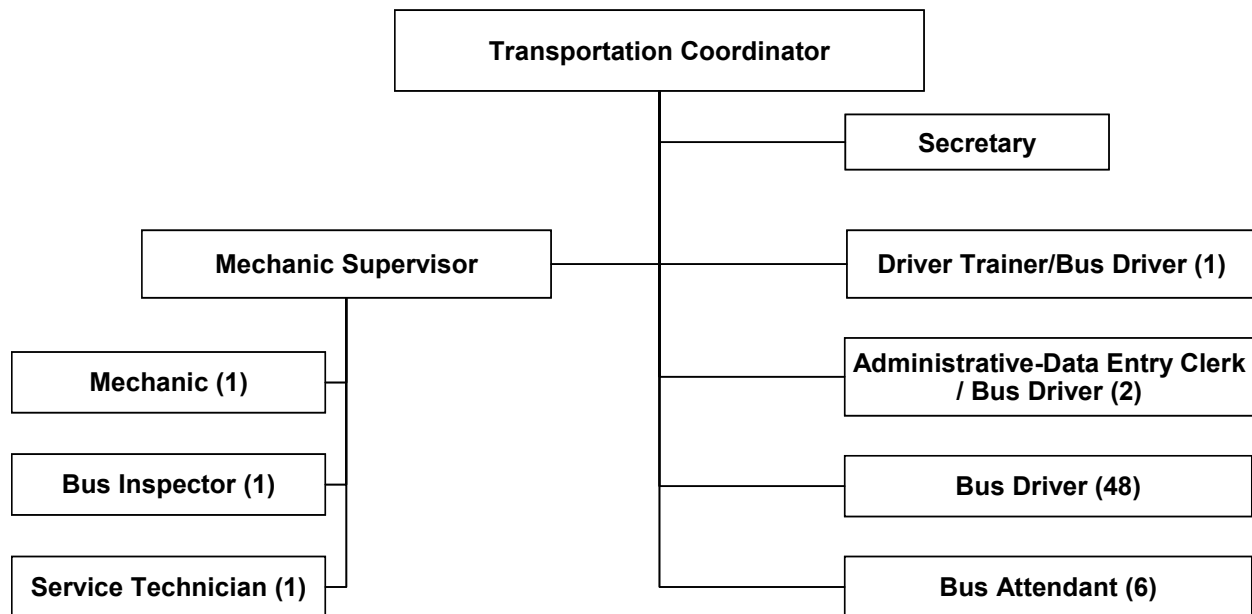 Transportation Coordinator
Secretary
Mechanic Supervisor
Driver Trainer/Bus Driver (1)
Mechanic (1)
Administrative-Data Entry Clerk
/ Bus Driver (2)
Bus Inspector (1)
Bus Driver (48)
Service Technician (1)
Bus Attendant (6)